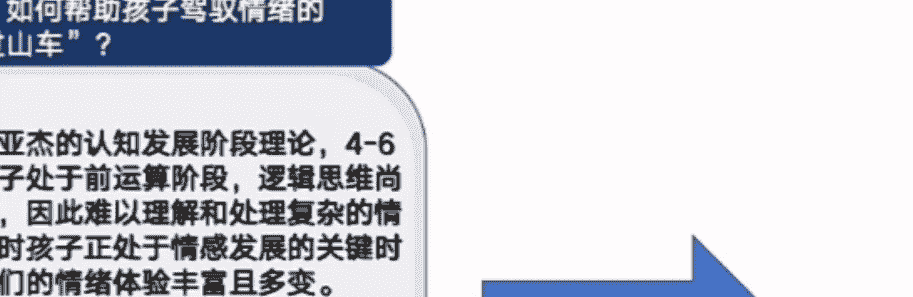 如何帮助孩子驾驭情绪的
过山车”？
亚杰的认知发展阶段理论，4-6
子处于前运算阶段，逻辑思维尚
，因此难以理解和处理复杂的情
时孩子正处于情感发展的关键时
们的情绪体验丰富且多变。